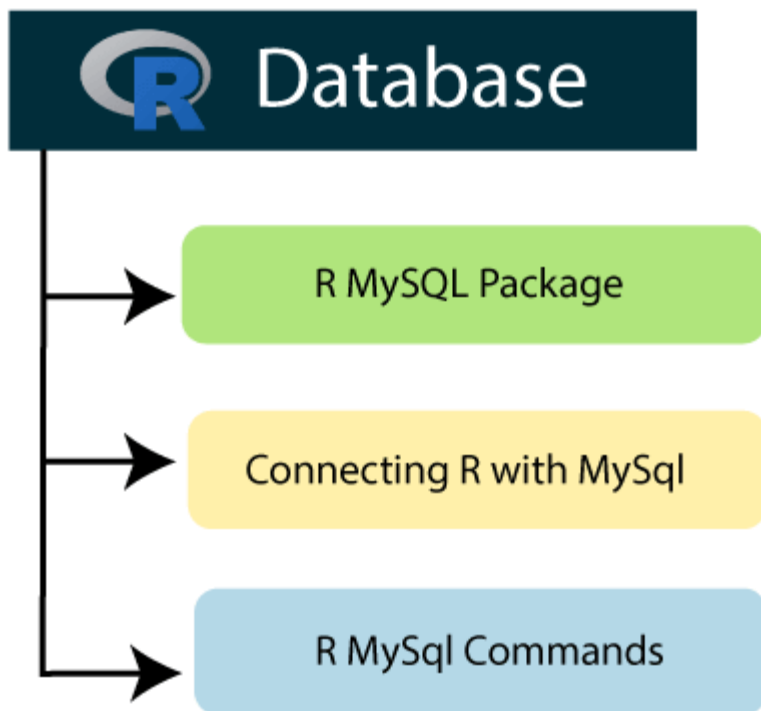 R Database
R MySQL Package
Connecting R with MySql
R MySql Commands